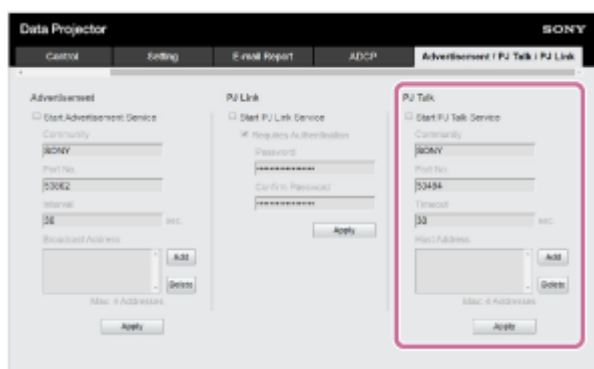 Data Projector
SONY
Control
Setting
E-mail Report
ADCP
Advertisement / PJ Talk / PJ Link
Advertisement
Start Advertisement Service
Community
SONY
Port No.
53862
Interval
30 sec.
Broadcast Address
Add
Delete
Max: 4 Addresses
Apply
PJ Link
Start PJ Link Service
Requires Authentication
Password
Confirm Password
Apply
PJ Talk
Start PJ Talk Service
Community
SONY
Port No.
53484
Timeout
30 sec.
Host Address
Add
Delete
Max: 4 Addresses
Apply